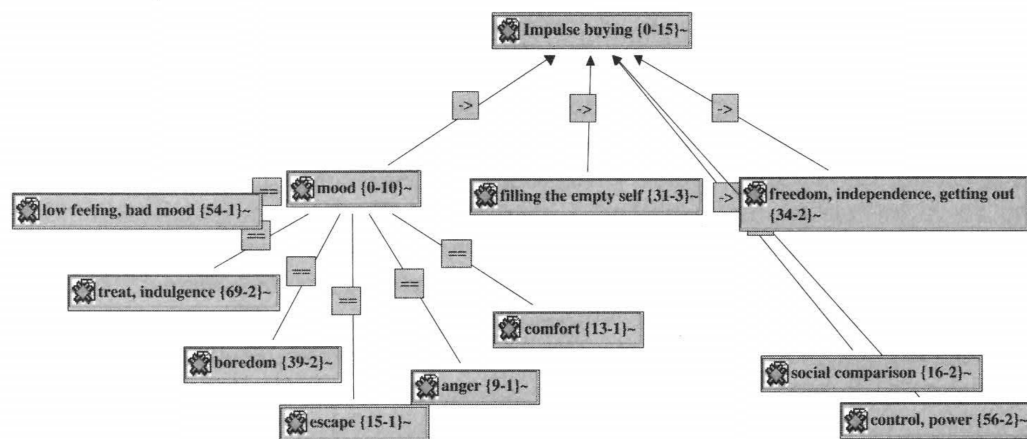 Impulse buying {0-15}~
->
->
->
== mood {0-10}~
low feeling, bad mood {54-1}~
filling the empty self {31-3}~
->
freedom, independence, getting out
{34-2}~
==
==
==
treat, indulgence {69-2}~
==
==
==
comfort {13-1}~
boredom {39-2}~
anger {9-1}~
social comparison {16-2}~
escape {15-1}~
control, power {56-2}~